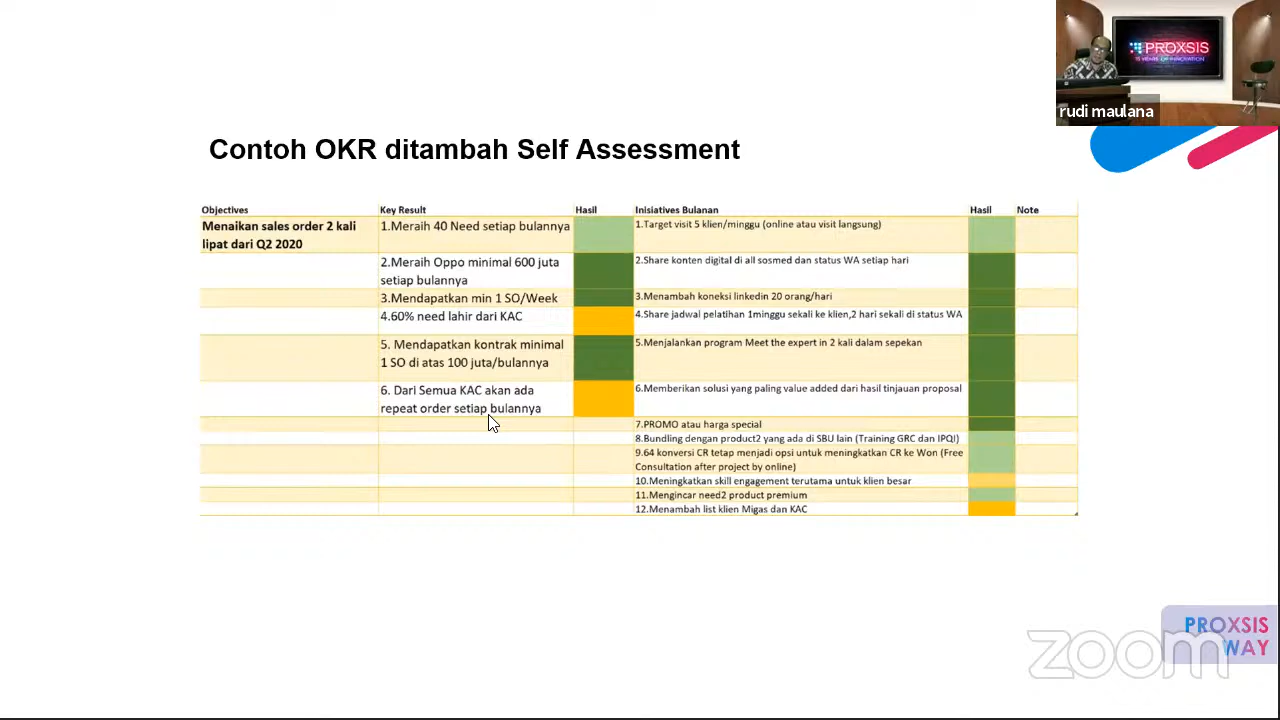 PROXSIS
15 YEARS OF INNOVATION
rudi maulana
Contoh OKR ditambah Self Assessment
Objectives Key Result Hasil Inisiatives Bulanan Hasil Note
Menaikan sales order 2 kali
lipat dari Q2 2020
1.Meraih 40 Need setiap bulannya
1.Target visit 5 klien/minggu (online atau visit langsung)
2.Meraih Oppo minimal 600 juta
setiap bulannya
2.Share konten digital di all sosmed dan status WA setiap hari
3.Mendapatkan min 1 SO/Week
3.Menambah koneksi linkedin 20 orang/hari
4.60% need lahir dari KAC
4.Share jadwal pelatihan 1minggu sekali ke klien,2 hari sekali di status WA
5. Mendapatkan kontrak minimal
1 SO di atas 100 juta/bulannya
5.Menjalankan program Meet the expert in 2 kali dalam sepekan
6. Dari Semua KAC akan ada
repeat order setiap bulannya
6.Memberikan solusi yang paling value added dari hasil tinjauan proposal
7.PROMO atau harga special
8.Bundling dengan product2 yang ada di SBU lain (Training GRC dan IPQI)
9.64 konversi CR tetap menjadi opsi untuk meningkatkan CR ke Won (Free
Consultation after project by online)
10.Meningkatkan skill engagement terutama untuk klien besar
11.Mengincar need2 product premium
12.Menambah list klien Migas dan KAC
PROXSIS
WAY
zoom